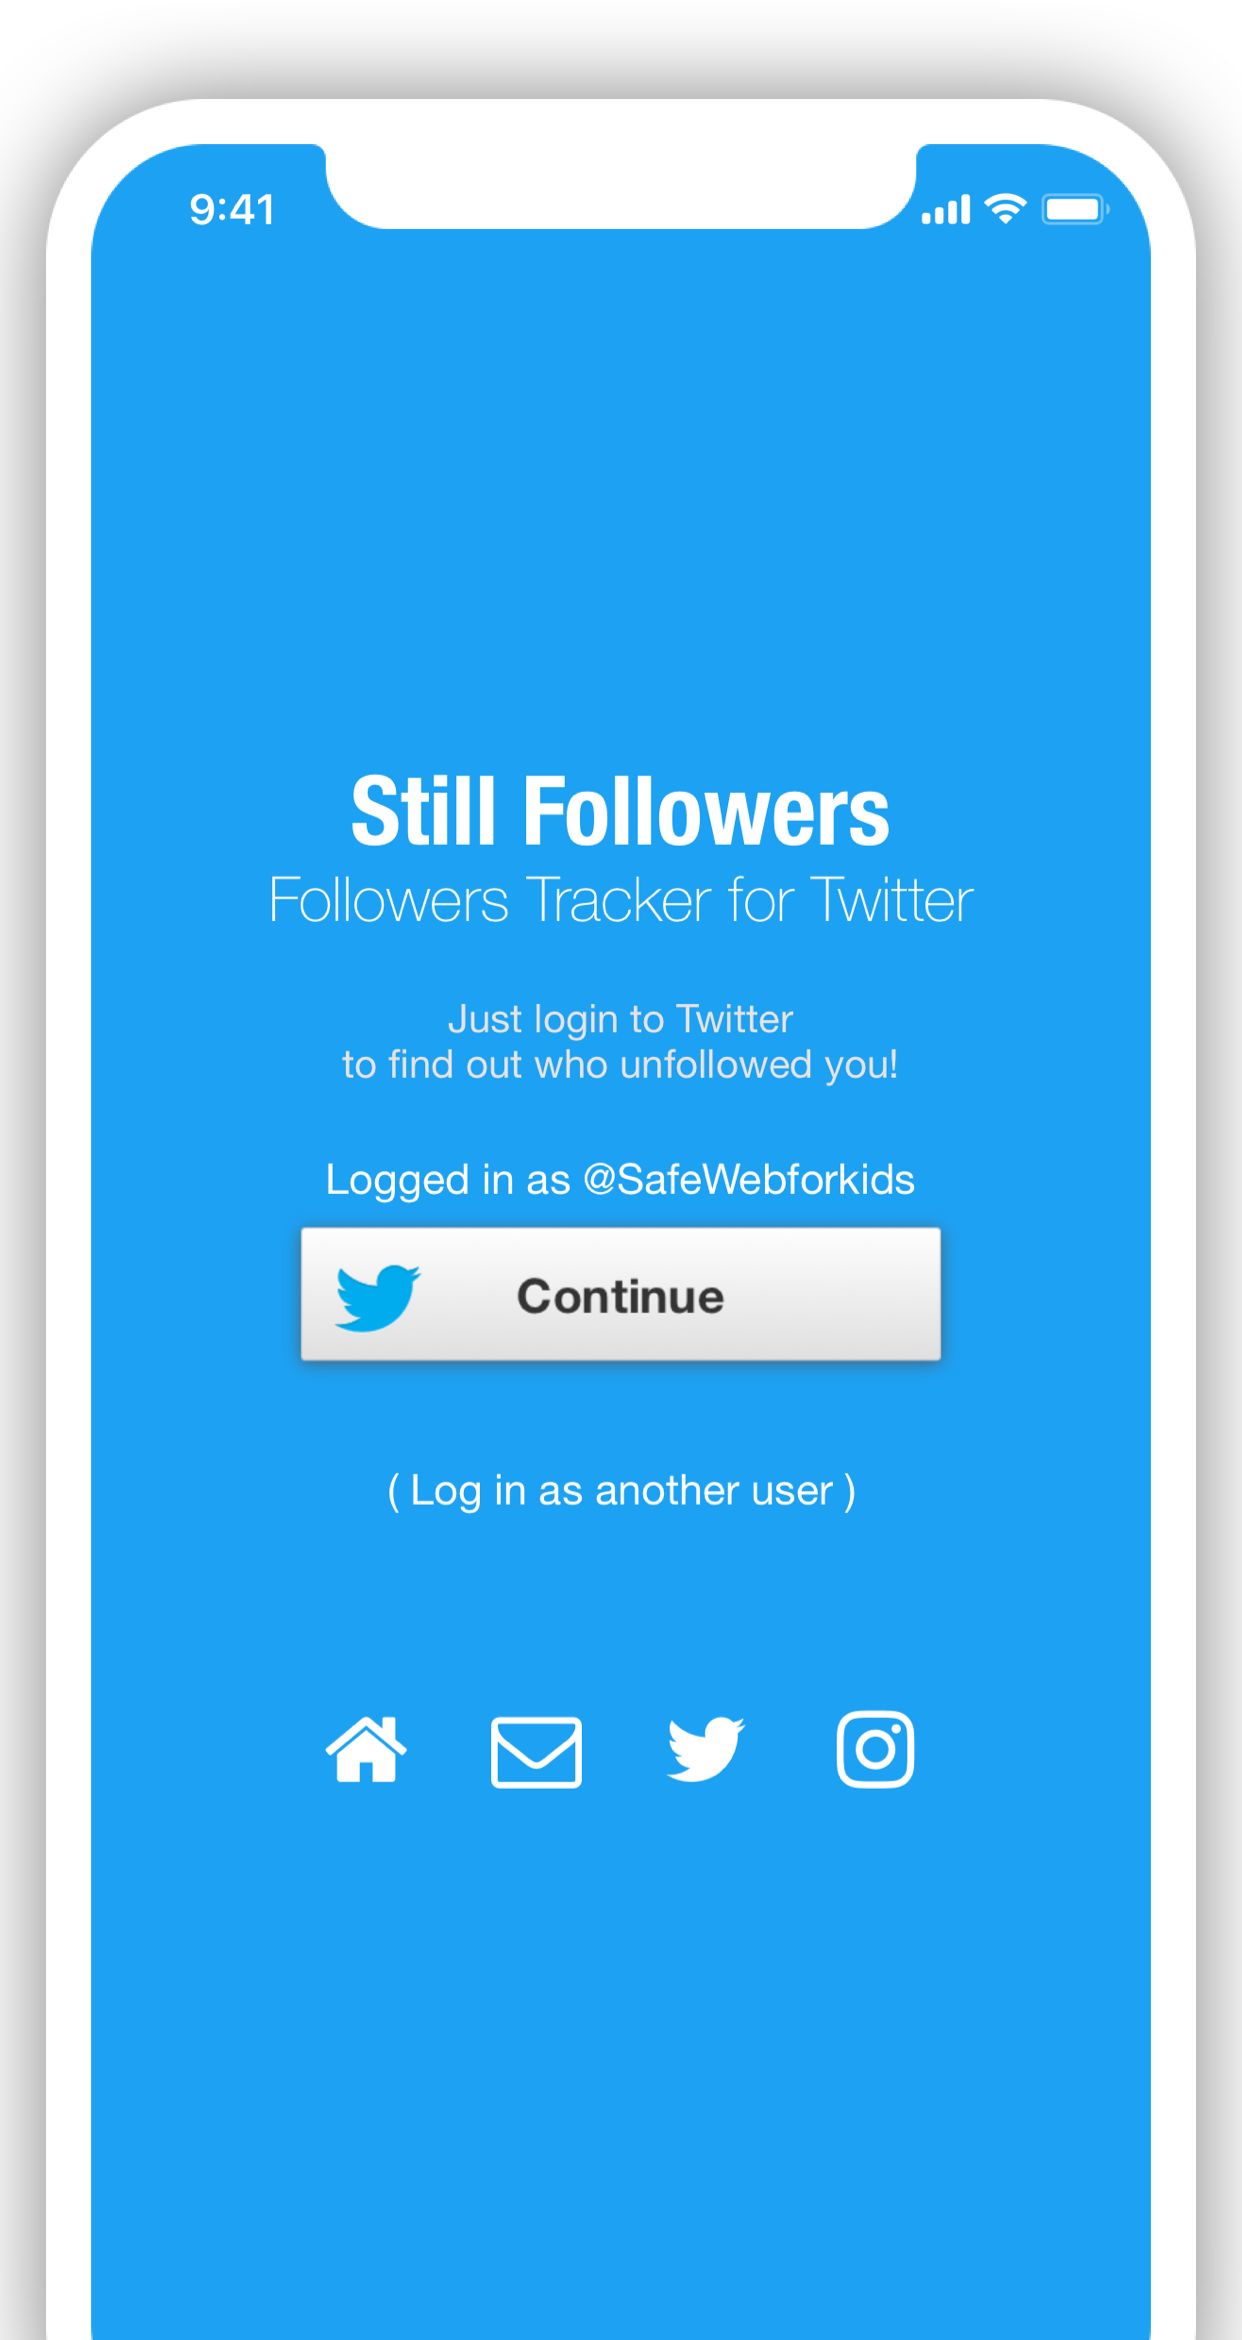 9:41
Still Followers
Followers Tracker for Twitter
Just login to Twitter
to find out who unfollowed you!
Logged in as @SafeWebforkids
Continue
( Log in as another user )